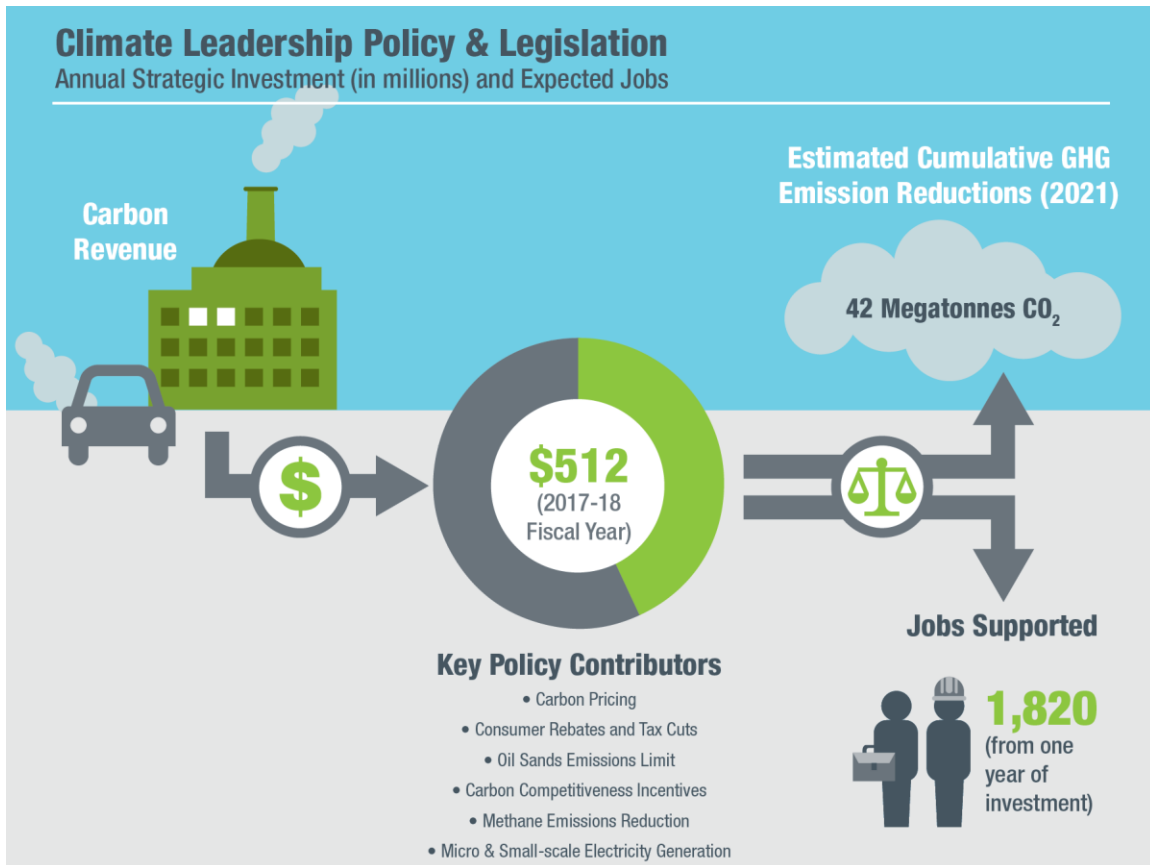 Climate Leadership Policy & Legislation
Annual Strategic Investment (in millions) and Expected Jobs
Carbon
Revenue
Estimated Cumulative GHG
Emission Reductions (2021)
42 Megatonnes CO₂
$
$512
(2017-18
Fiscal Year)
Key Policy Contributors
• Carbon Pricing
• Consumer Rebates and Tax Cuts
• Oil Sands Emissions Limit
• Carbon Competitiveness Incentives
• Methane Emissions Reduction
• Micro & Small-scale Electricity Generation
Jobs Supported
1,820
(from one
year of
investment)